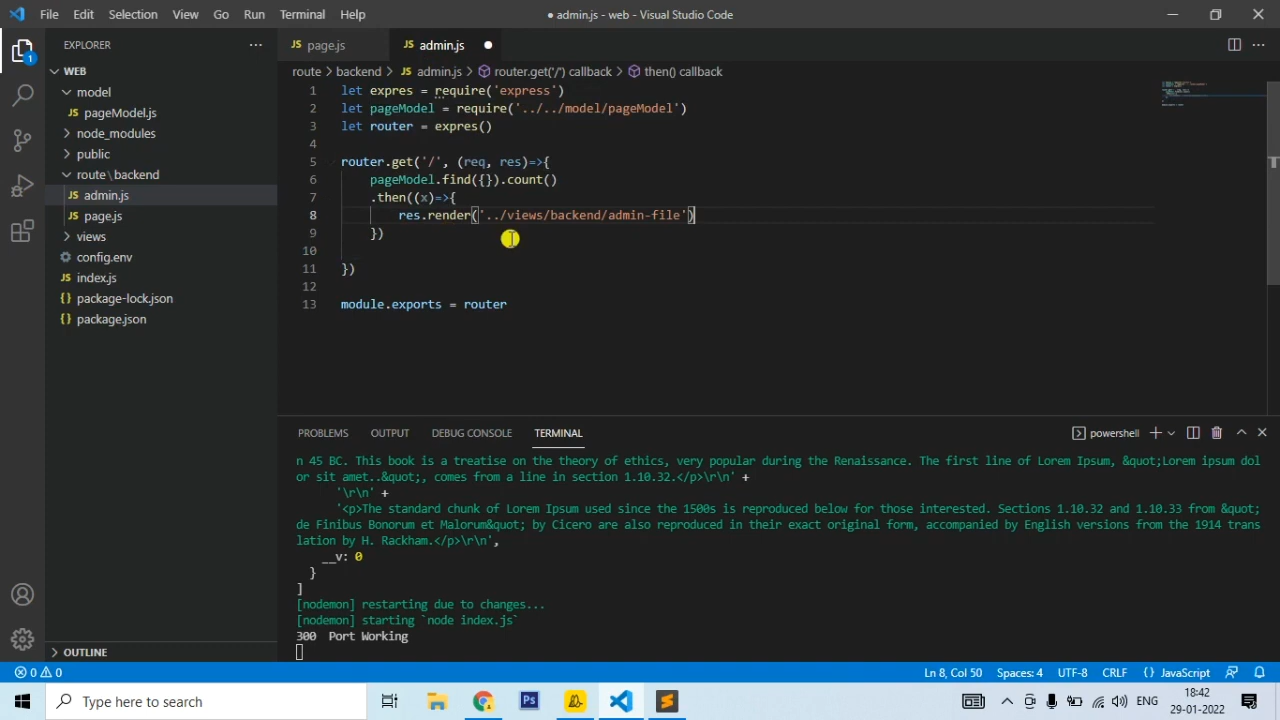 File Edit Selection View Go Run Terminal Help
● admin.js - web - Visual Studio Code
EXPLORER
WEB
model
JS pageModel.js
node_modules
public
route\backend
JS admin.js
JS page.js
views
config.env
JS index.js
{} package-lock.json
{} package.json
OUTLINE
1
JS page.js
JS admin.js
route > backend > JS admin.js > router.get('/') callback > then() callback
1 let expres = require('express')
2 let pageModel = require('../../model/pageModel')
3 let router = expres()
4
5 router.get('/', (req, res)=>{
6 pageModel.find({}).count()
7 .then((x)=>{
8 res.render('../views/backend/admin-file')
9 })
10
11 })
12
13 module.exports = router
PROBLEMS OUTPUT DEBUG CONSOLE TERMINAL
powershell
n 45 BC. This book is a treatise on the theory of ethics, very popular during the Renaissance. The first line of Lorem Ipsum, &quot;Lorem ipsum dol
or sit amet..&quot;, comes from a line in section 1.10.32.</p>\r\n' +
'\r\n' +
'<p>The standard chunk of Lorem Ipsum used since the 1500s is reproduced below for those interested. Sections 1.10.32 and 1.10.33 from &quot;
de Finibus Bonorum et Malorum&quot; by Cicero are also reproduced in their exact original form, accompanied by English versions from the 1914 trans
lation by H. Rackham.</p>\r\n',
__v: 0
}
]
[nodemon] restarting due to changes...
[nodemon] starting `node index.js`
300 Port Working
0 0
Ln 8, Col 50 Spaces: 4 UTF-8 CRLF {} JavaScript
Type here to search
Ps
ENG
18:42
29-01-2022